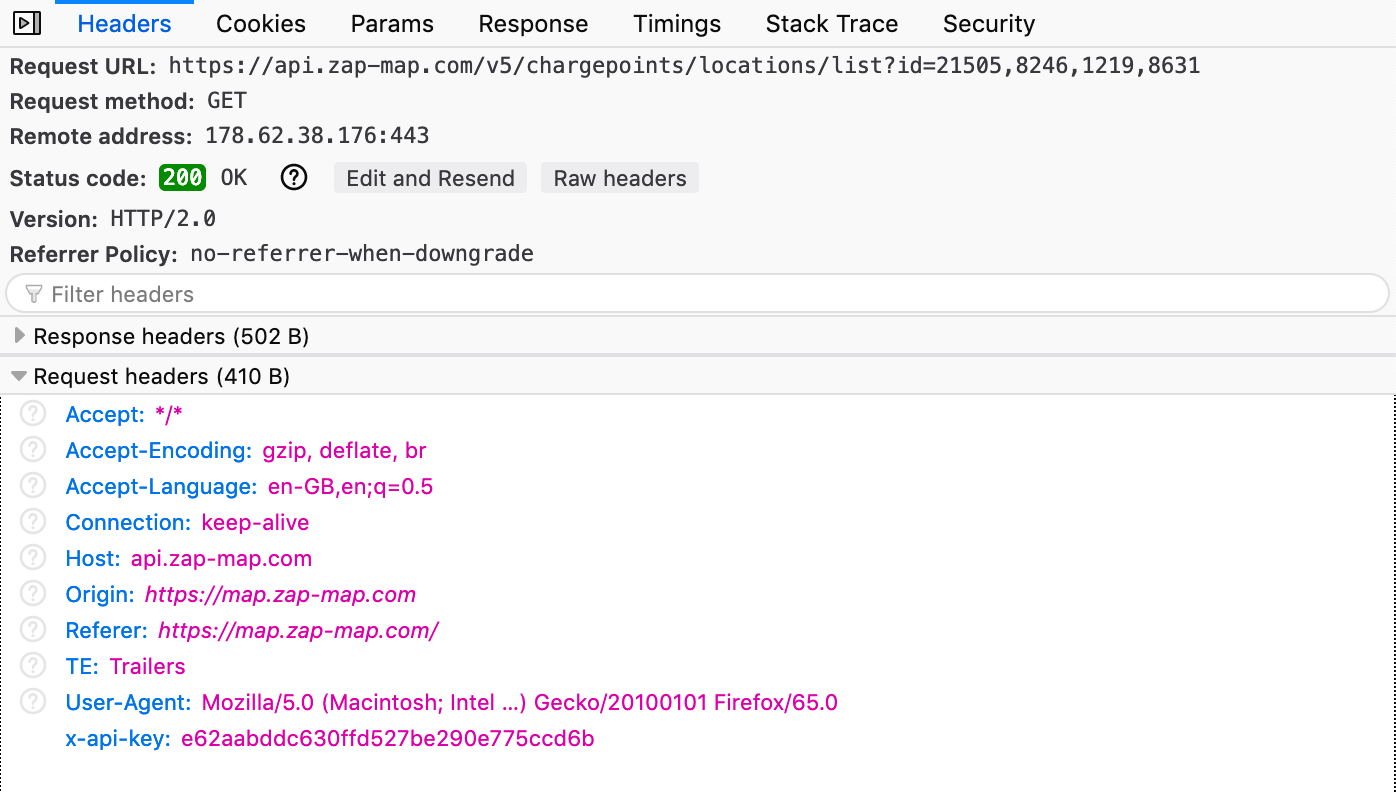 Headers Cookies Params Response Timings Stack Trace Security
Request URL: https://api.zap-map.com/v5/chargepoints/locations/list?id=21505,8246,1219,8631
Request method: GET
Remote address: 178.62.38.176:443
Status code: 200 OK ? Edit and Resend Raw headers
Version: HTTP/2.0
Referrer Policy: no-referrer-when-downgrade
Filter headers
Response headers (502 B)
Request headers (410 B)
? Accept: */*
? Accept-Encoding: gzip, deflate, br
? Accept-Language: en-GB,en;q=0.5
? Connection: keep-alive
? Host: api.zap-map.com
? Origin: https://map.zap-map.com
? Referer: https://map.zap-map.com/
? TE: Trailers
? User-Agent: Mozilla/5.0 (Macintosh; Intel …) Gecko/20100101 Firefox/65.0
x-api-key: e62aabddc630ffd527be290e775ccd6b